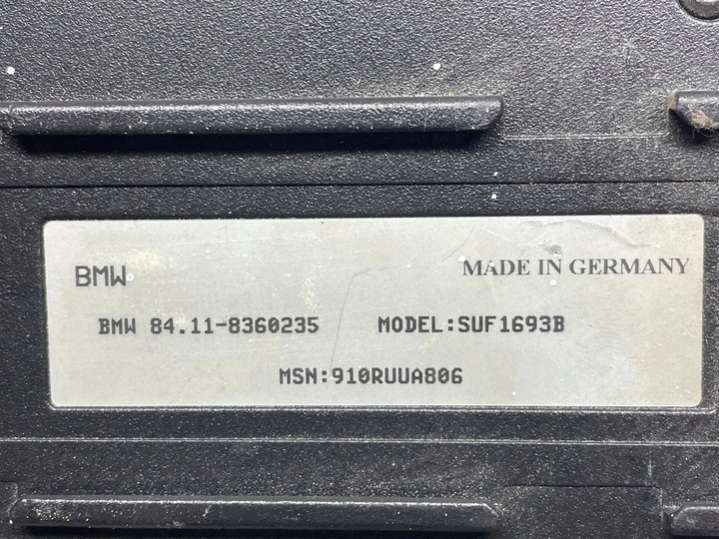 BMW MADE IN GERMANY
BMW 84.11-8360235 MODEL:SUF1693B
MSN:910RUUA806